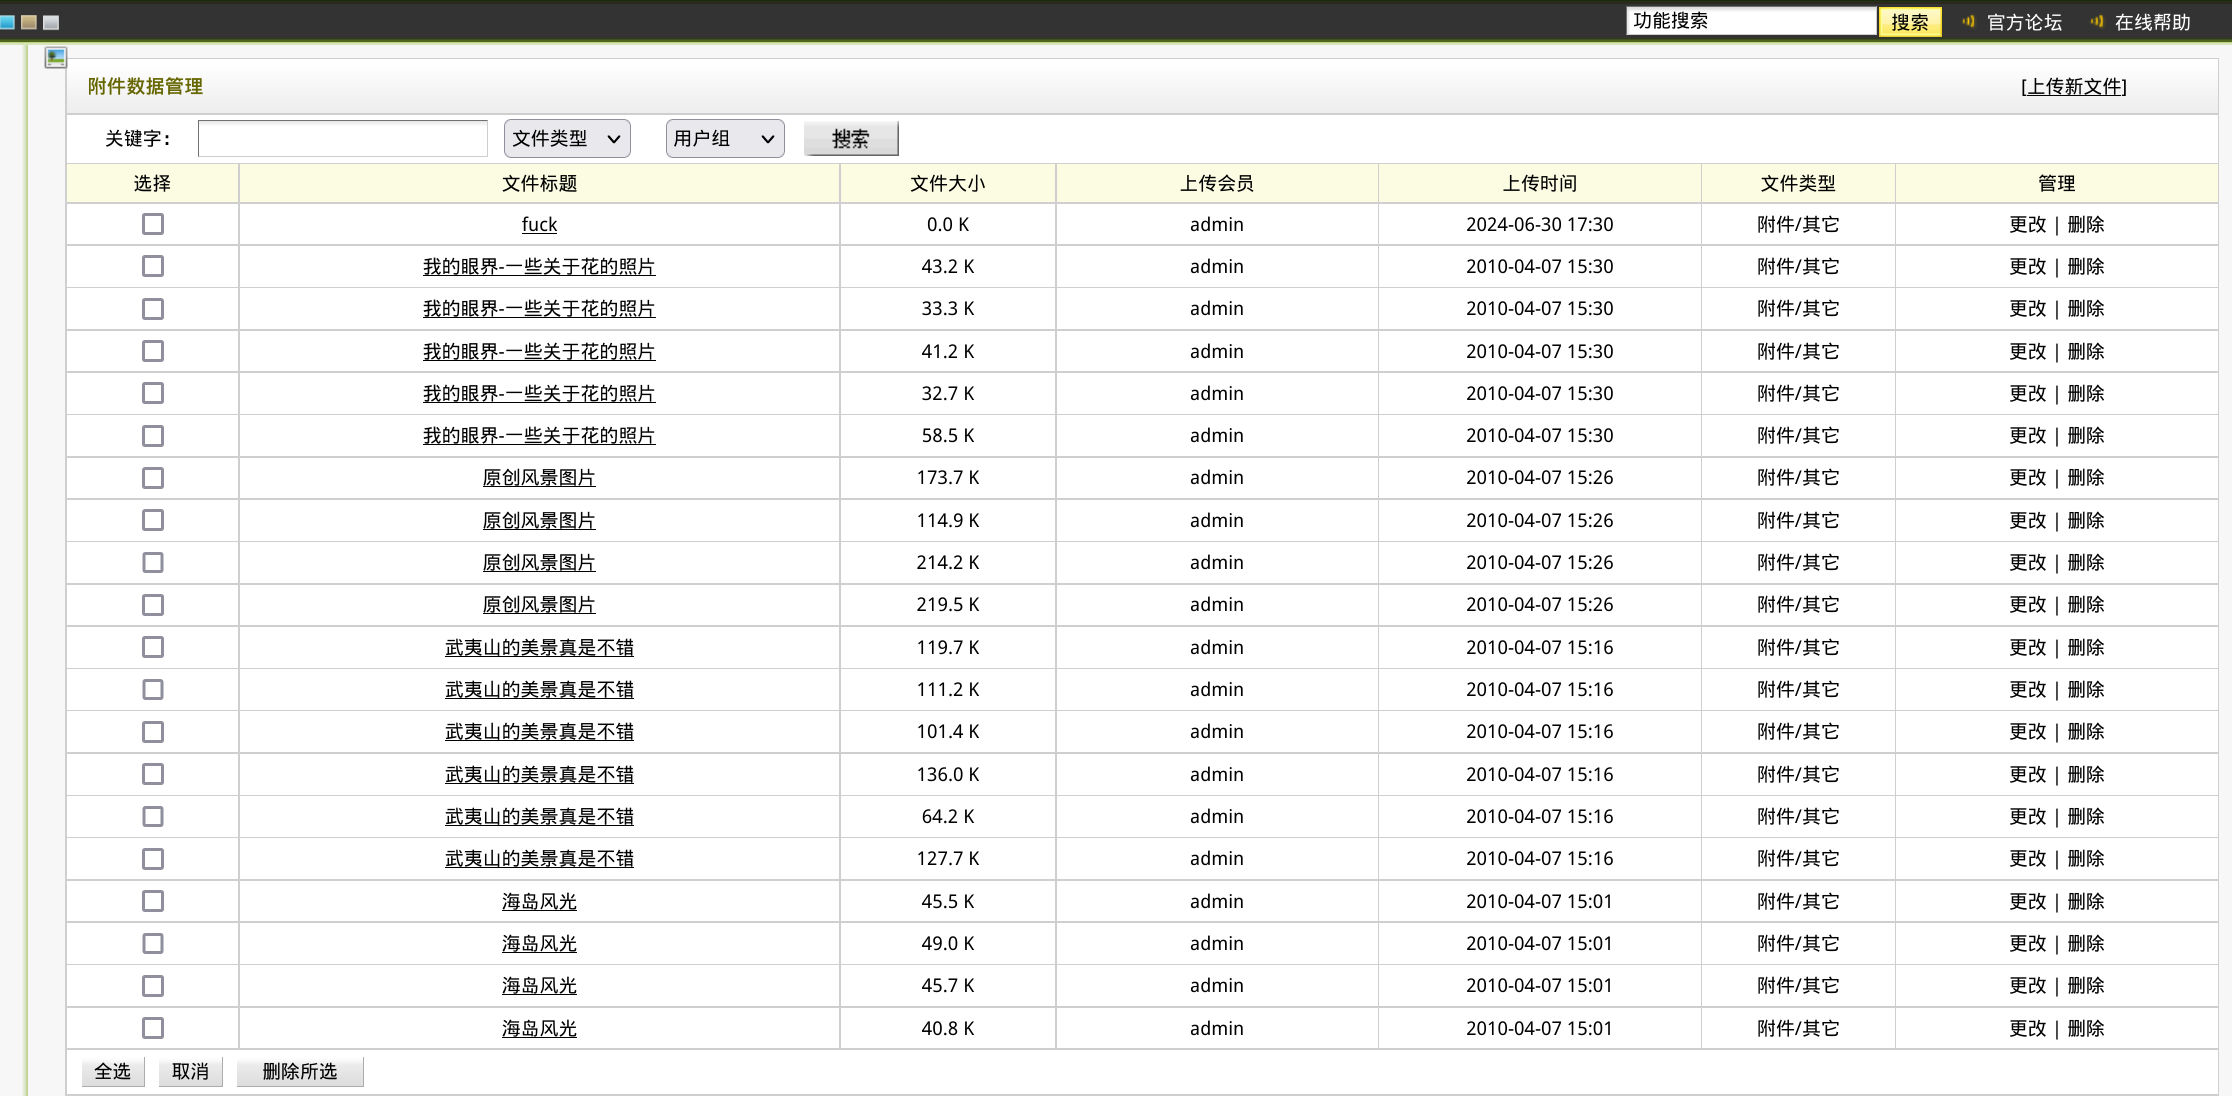 功能搜索 搜索 官方论坛 在线帮助
附件数据管理 [上传新文件]
关键字： 文件类型 用户组 搜索
选择 文件标题 文件大小 上传会员 上传时间 文件类型 管理
fuck 0.0 K admin 2024-06-30 17:30 附件/其它 更改 | 删除
我的眼界-一些关于花的照片 43.2 K admin 2010-04-07 15:30 附件/其它 更改 | 删除
我的眼界-一些关于花的照片 33.3 K admin 2010-04-07 15:30 附件/其它 更改 | 删除
我的眼界-一些关于花的照片 41.2 K admin 2010-04-07 15:30 附件/其它 更改 | 删除
我的眼界-一些关于花的照片 32.7 K admin 2010-04-07 15:30 附件/其它 更改 | 删除
我的眼界-一些关于花的照片 58.5 K admin 2010-04-07 15:30 附件/其它 更改 | 删除
原创风景图片 173.7 K admin 2010-04-07 15:26 附件/其它 更改 | 删除
原创风景图片 114.9 K admin 2010-04-07 15:26 附件/其它 更改 | 删除
原创风景图片 214.2 K admin 2010-04-07 15:26 附件/其它 更改 | 删除
原创风景图片 219.5 K admin 2010-04-07 15:26 附件/其它 更改 | 删除
武夷山的美景真是不错 119.7 K admin 2010-04-07 15:16 附件/其它 更改 | 删除
武夷山的美景真是不错 111.2 K admin 2010-04-07 15:16 附件/其它 更改 | 删除
武夷山的美景真是不错 101.4 K admin 2010-04-07 15:16 附件/其它 更改 | 删除
武夷山的美景真是不错 136.0 K admin 2010-04-07 15:16 附件/其它 更改 | 删除
武夷山的美景真是不错 64.2 K admin 2010-04-07 15:16 附件/其它 更改 | 删除
武夷山的美景真是不错 127.7 K admin 2010-04-07 15:16 附件/其它 更改 | 删除
海岛风光 45.5 K admin 2010-04-07 15:01 附件/其它 更改 | 删除
海岛风光 49.0 K admin 2010-04-07 15:01 附件/其它 更改 | 删除
海岛风光 45.7 K admin 2010-04-07 15:01 附件/其它 更改 | 删除
海岛风光 40.8 K admin 2010-04-07 15:01 附件/其它 更改 | 删除
全选 取消 删除所选